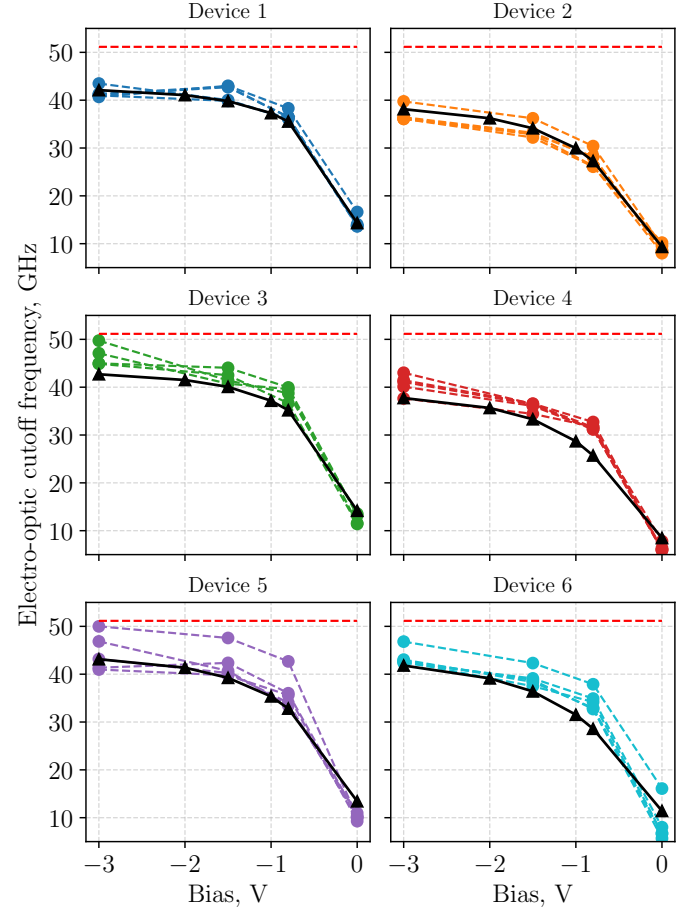 Device 1
Device 2
50
40
30
20
10
Device 3
Device 4
50
40
30
20
10
Device 5
Device 6
50
40
30
20
10
−3
−2
−1
0
−3
−2
−1
0
Bias, V
Bias, V
Electro-optic cutoff frequency, GHz